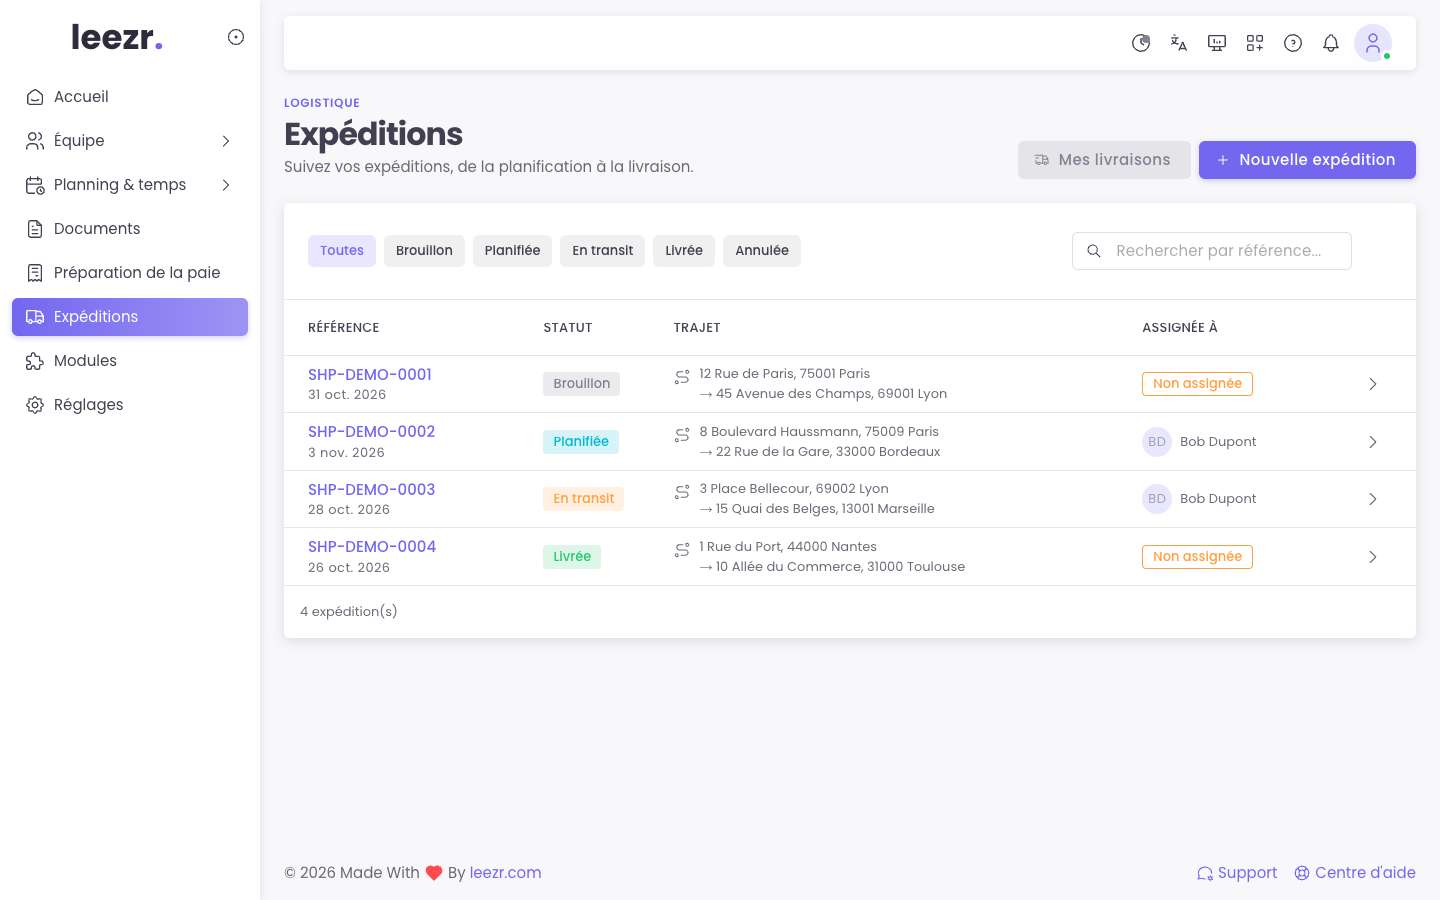 leezr.
Accueil
Équipe
Planning & temps
Documents
Préparation de la paie
Expéditions
Modules
Réglages
LOGISTIQUE
Expéditions
Suivez vos expéditions, de la planification à la livraison.
Mes livraisons
Nouvelle expédition
Toutes Brouillon Planifiée En transit Livrée Annulée
Rechercher par référence...
RÉFÉRENCE STATUT TRAJET ASSIGNÉE À
SHP-DEMO-0001
31 oct. 2026
Brouillon
12 Rue de Paris, 75001 Paris
→ 45 Avenue des Champs, 69001 Lyon
Non assignée
SHP-DEMO-0002
3 nov. 2026
Planifiée
8 Boulevard Haussmann, 75009 Paris
→ 22 Rue de la Gare, 33000 Bordeaux
BD Bob Dupont
SHP-DEMO-0003
28 oct. 2026
En transit
3 Place Bellecour, 69002 Lyon
→ 15 Quai des Belges, 13001 Marseille
BD Bob Dupont
SHP-DEMO-0004
26 oct. 2026
Livrée
1 Rue du Port, 44000 Nantes
→ 10 Allée du Commerce, 31000 Toulouse
Non assignée
4 expédition(s)
© 2026 Made With ❤ By leezr.com
Support
Centre d'aide